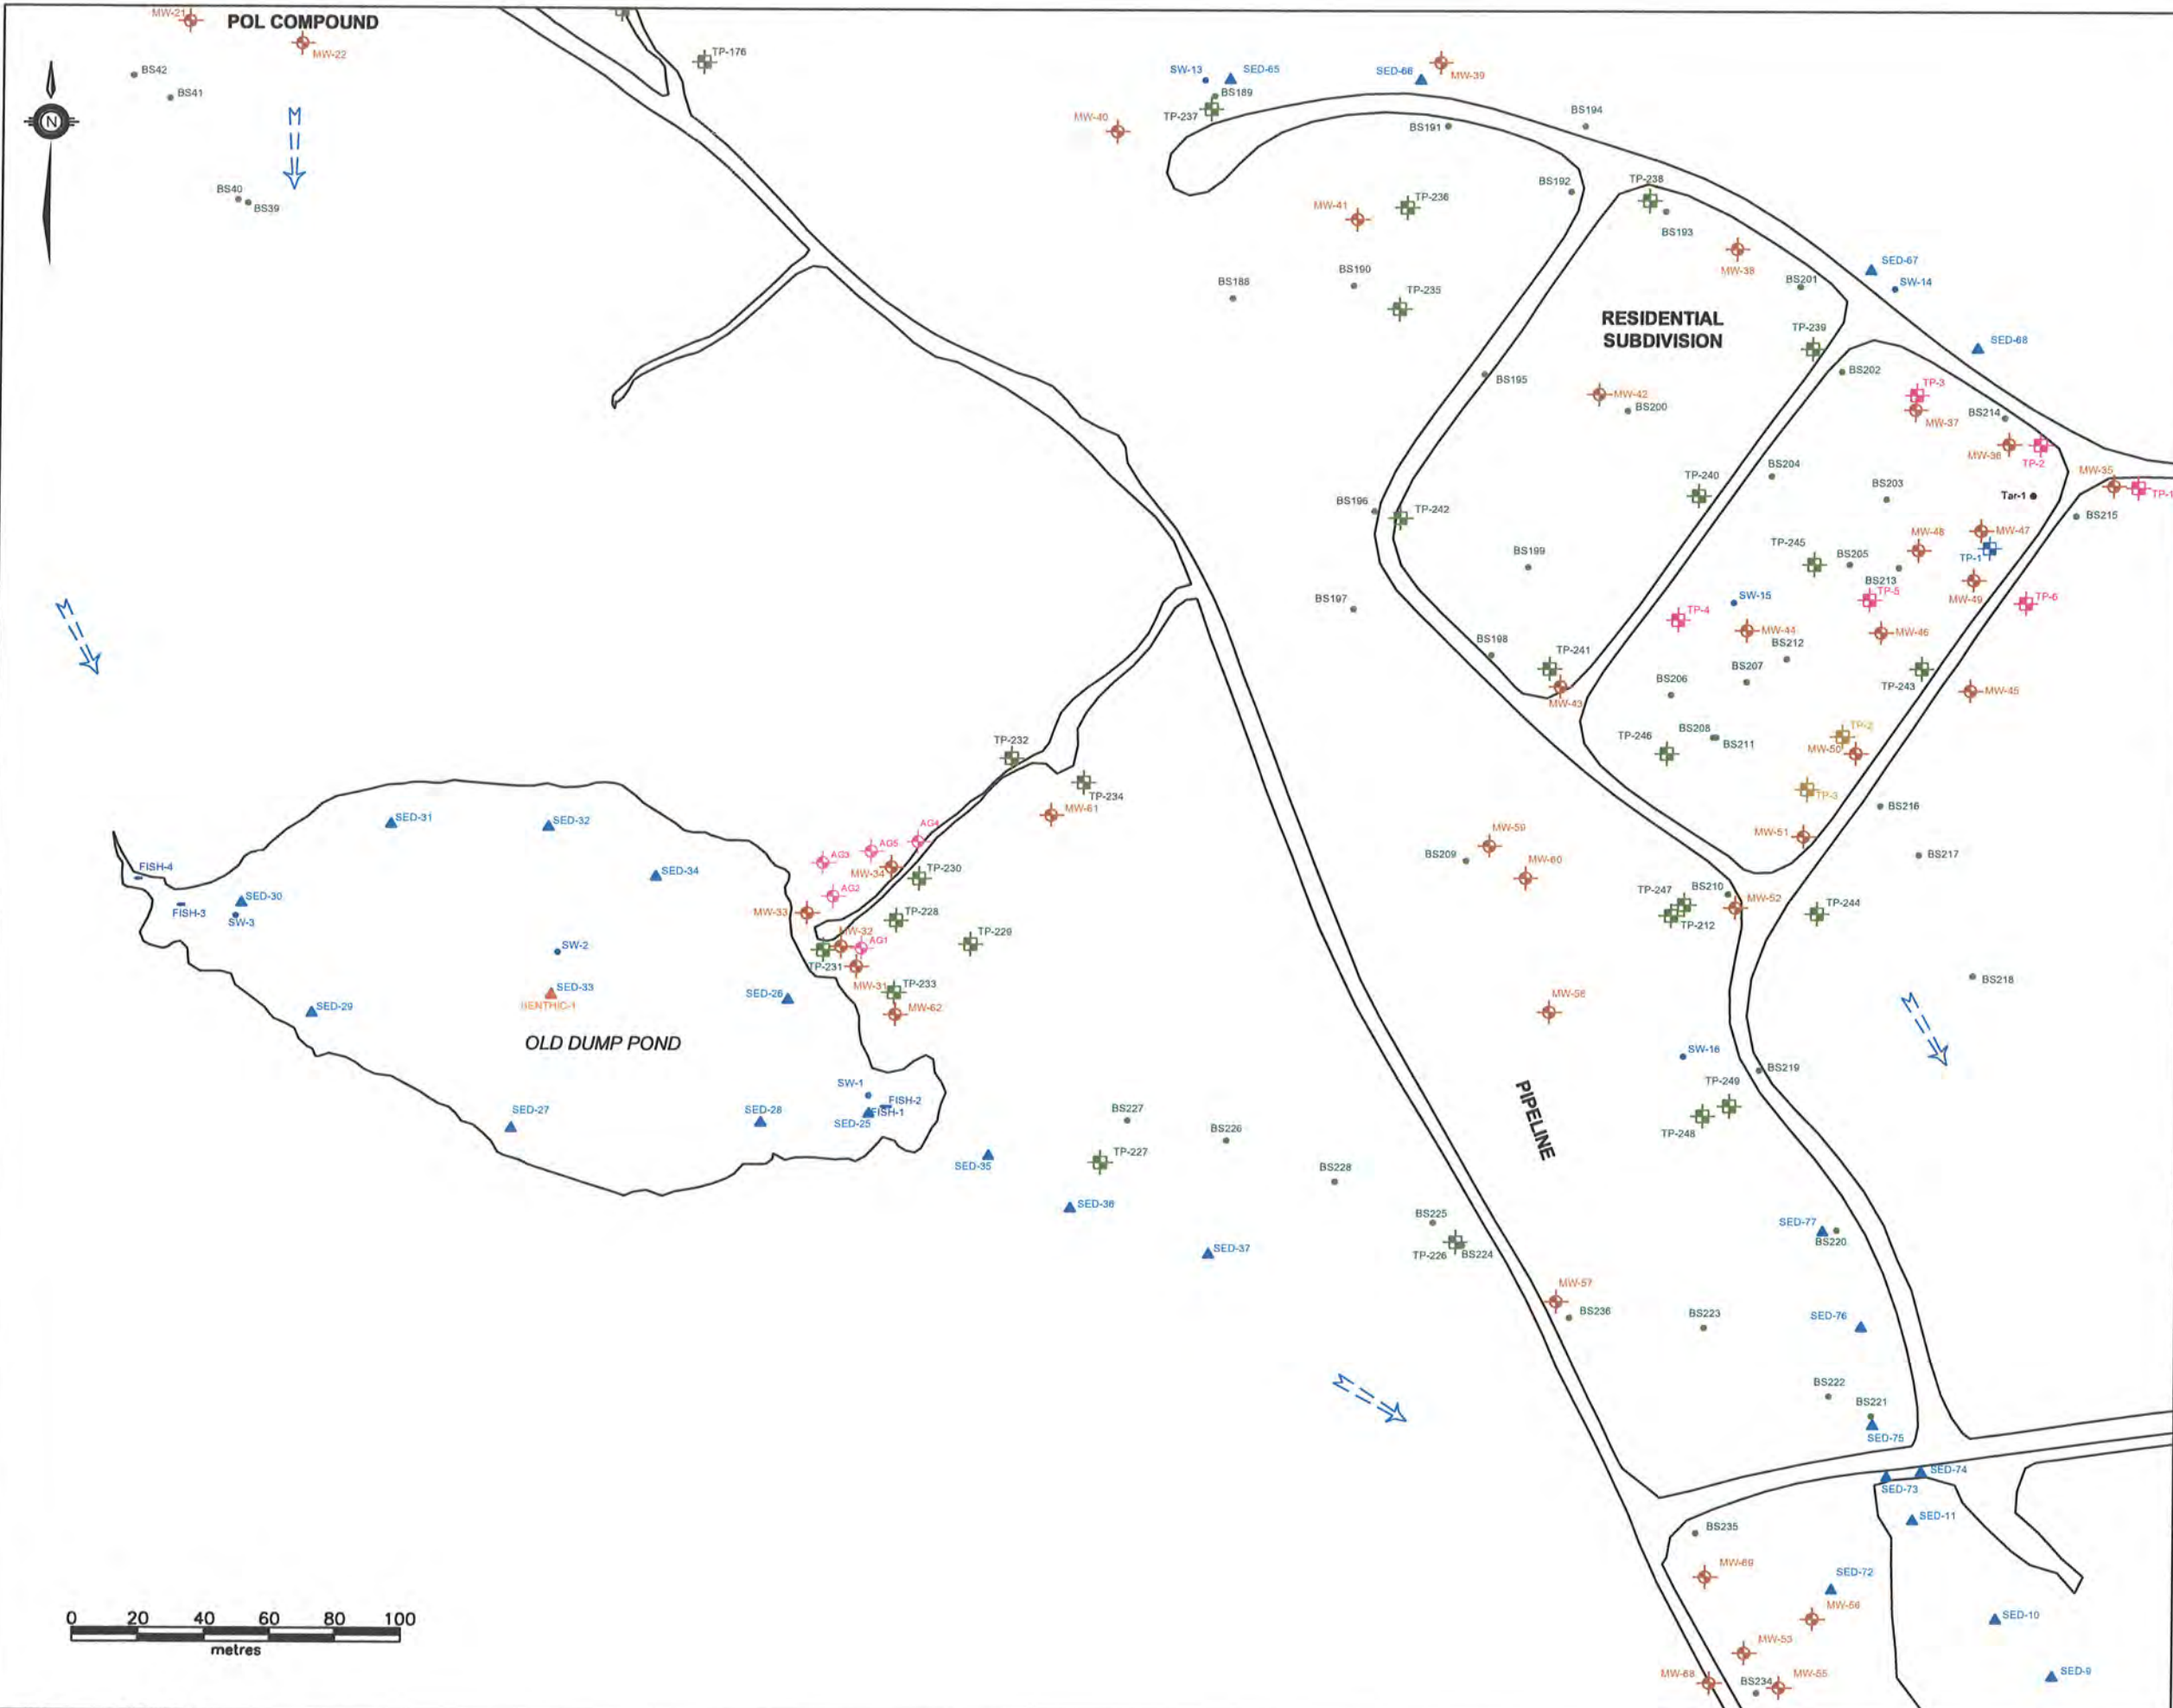 MW-21
POL COMPOUND
MW-22
BS42
BS41
BS40
BS39
N
TP-176
SW-13
SED-65
SED-66
MW-39
BS189
TP-237
MW-40
BS191
BS194
BS192
TP-238
MW-41
TP-236
BS193
MW-38
SED-67
SW-14
BS188
BS190
TP-235
BS201
RESIDENTIAL
SUBDIVISION
TP-239
SED-68
BS195
BS202
MW-42
BS200
TP-3
MW-37
BS214
MW-36
TP-2
MW-35
TP-1
TP-240
BS204
BS203
Tar-1
BS196
TP-242
BS215
BS199
TP-245
BS205
MW-48
MW-47
TP-1
BS213
TP-5
MW-49
TP-6
BS197
SW-15
TP-4
MW-44
MW-46
BS198
TP-241
BS212
BS207
BS206
TP-243
MW-45
MW-43
TP-232
TP-246
BS208
BS211
TP-2
MW-50
TP-234
TP-3
MW-61
BS216
SED-31
SED-32
AG4
AG5
AG3
MW-34
MW-59
MW-51
BS209
MW-60
BS217
FISH-4
SED-34
TP-230
AG2
SED-30
FISH-3
SW-3
MW-33
TP-228
TP-247
BS210
MW-52
TP-212
TP-244
SW-2
MW-32
AG1
TP-229
TP-231
MW-31
SED-33
BENTHIC-1
SED-26
TP-233
MW-62
BS218
SED-29
MW-58
OLD DUMP POND
SW-16
BS219
SW-1
FISH-2
FISH-1
SED-25
SED-27
SED-28
PIPELINE
TP-249
TP-248
BS227
BS226
TP-227
SED-35
BS228
SED-36
BS225
TP-226
BS224
SED-37
SED-77
BS220
MW-57
BS236
BS223
SED-76
BS222
BS221
SED-75
SED-74
SED-73
SED-11
BS235
MW-69
SED-72
MW-56
SED-10
MW-53
MW-68
BS234
MW-55
SED-9
0 20 40 60 80 100
metres